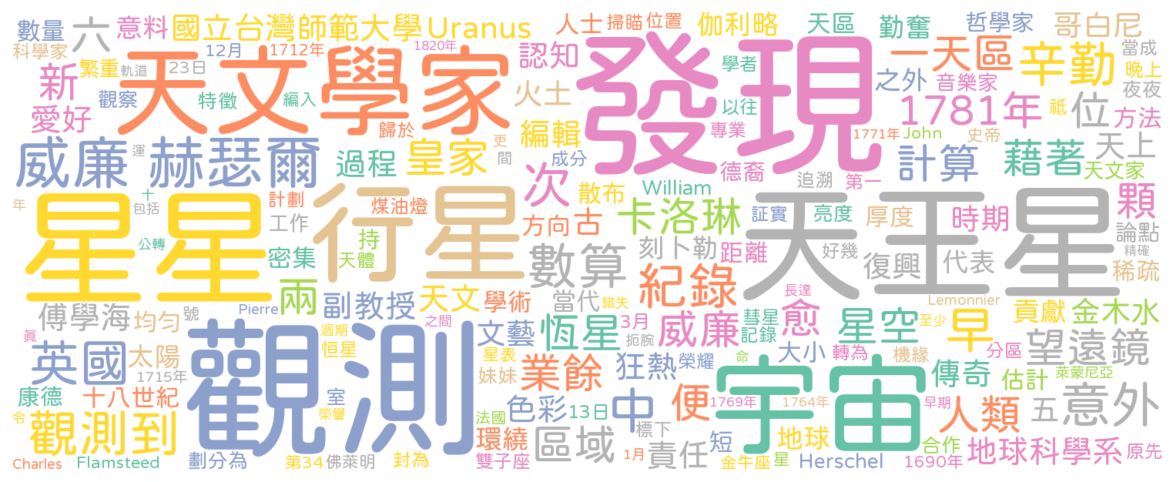 數量 六 意料 國立台灣師範大學 Uranus 人士 掃瞄 位置 伽利略 天區 勤奮 哲學家 哥白尼
科學家 繁重 軌道 12月 1712年 1820年 認知 學者 一天區 辛勤 當成
新 23日 天文學家 發現 之外 音樂家 晚上 夜夜
愛好 觀察 特徵 編入 火土 以往 1781年 祗 位 方法
歸於 編輯 更 專業 1771年 John 史帝
威廉 赫瑟爾 運 過程 皇家 間 成分 次 德裔 計算 藉著 天上 天文家
十 包括 計劃 煤油燈 散布 William 追溯 第一
年 星星 行星 工作 方向 古 卡洛琳 証實 亮度 厚度 時期 顆 論點
公轉 密集 持 天體 數算 刻卜勒 距離 好幾 天王星 復興 代表 精確 稀疏
傅學海 均勻 號 兩 副教授 Pierre 天文 學術 當代 紀錄 錯失 長達 Lemonnier 貢獻 金木水
眞 英國 太陽 1715年 觀測 週期 恒星 之間 文藝 恆星 3月 記錄 威廉 彗星 愈 星空 早 至少 望遠鏡
康德 十八世紀 室 星表 妹妹 業餘 扼腕 狂熱 榮耀 大小 命 轉為 機緣 傳奇 分區 估計 萊蒙尼亞
令 觀測到 榮譽 法國 色彩 13日 中 便 1769年 宇宙 1764年 早期 人類 五 意外
環繞 區域 標下 短 地球 合作
Charles Flamsteed 劃分為 第34 佛萊明 封為 雙子座 1月 責任 金牛座 星 Herschel 1690年 地球科學系 原先